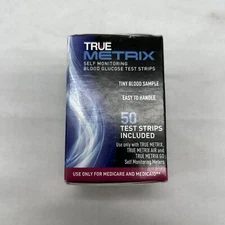 TRUE
METRIX
SELF MONITORING
BLOOD GLUCOSE TEST STRIPS
TINY BLOOD SAMPLE
EASY TO HANDLE
50
TEST STRIPS
INCLUDED
Use only with TRUE METRIX,
TRUE METRIX AIR and
TRUE METRIX GO
Self Monitoring Meters
USE ONLY FOR MEDICARE AND MEDICAID**